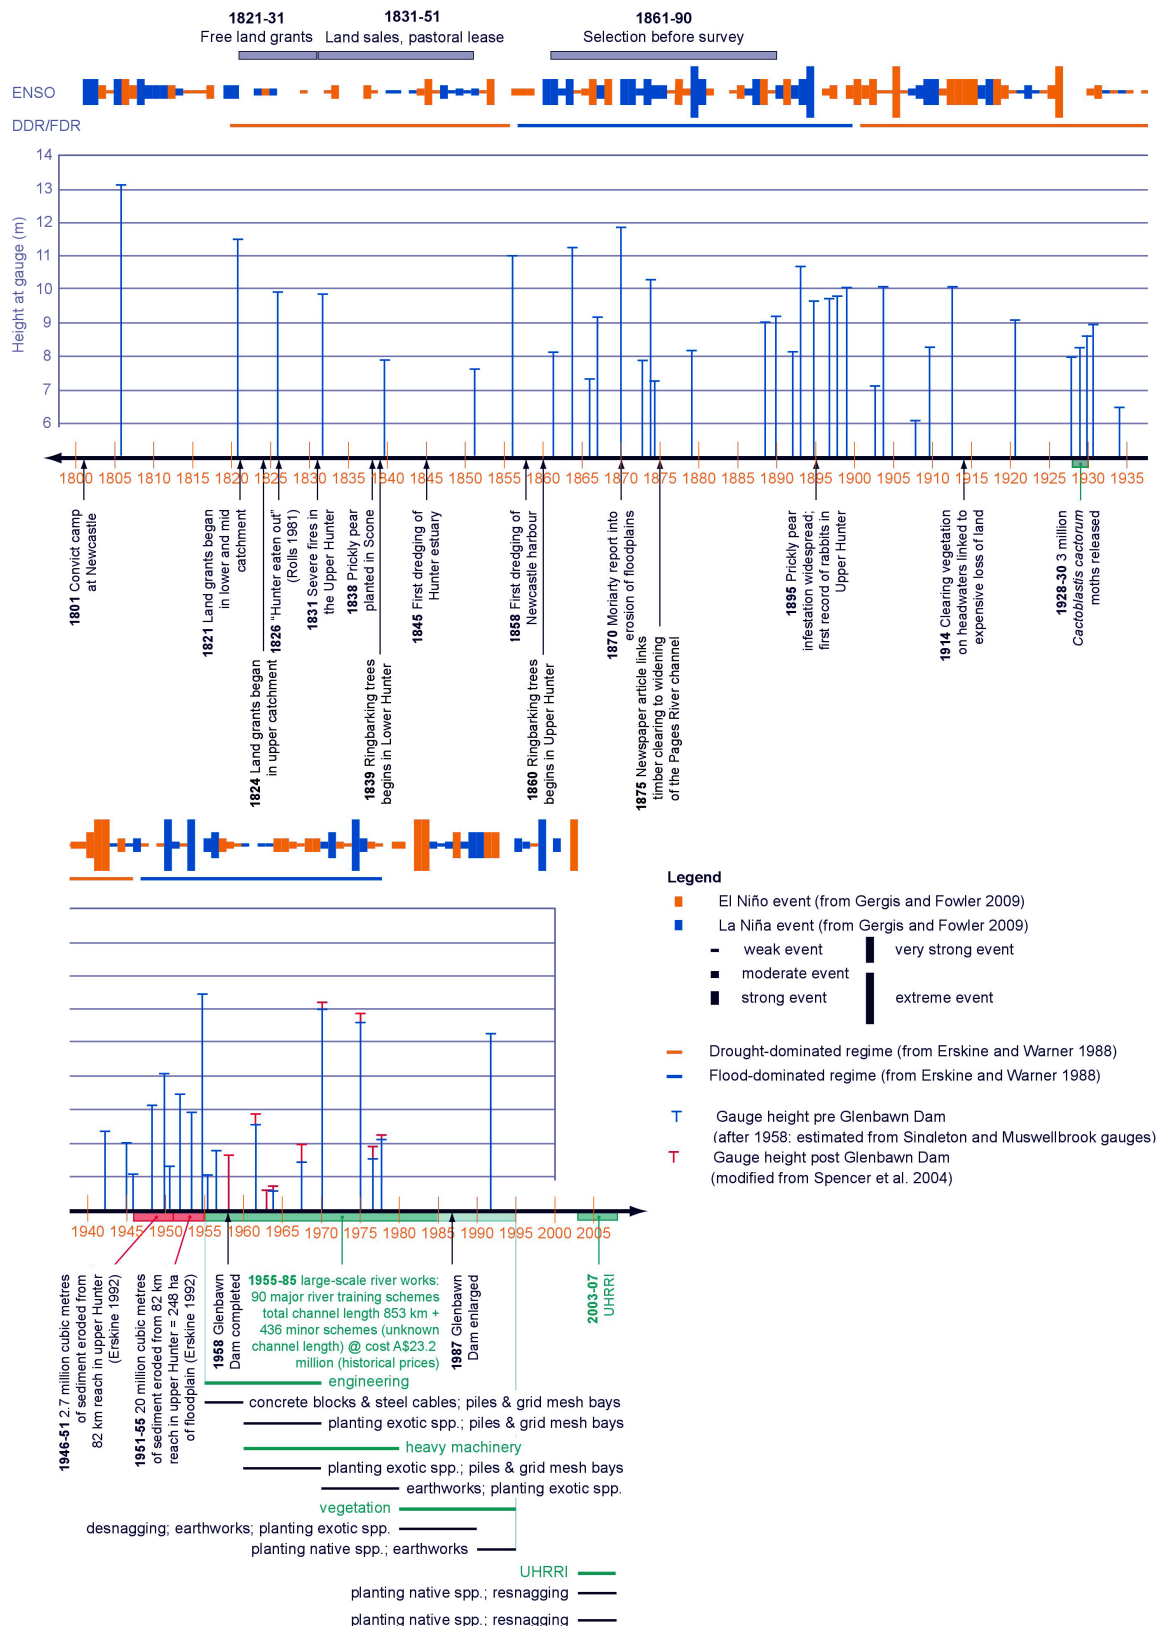 1821-31
Free land grants
1831-51
Land sales, pastoral lease
1861-90
Selection before survey
ENSO
DDR/FDR
Height at gauge (m)
14
13
12
11
10
9
8
7
6
1800 1805 1810 1815 1820 1825 1830 1835 1840 1845 1850 1855 1860 1865 1870 1875 1880 1885 1890 1895 1900 1905 1910 1915 1920 1925 1930 1935
1801 Convict camp
at Newcastle
1821 Land grants began
in lower and mid
catchment
1824 Land grants began
in upper catchment
1826 “Hunter eaten out”
(Rolls 1981)
1831 Severe fires in
the Upper Hunter
1838 Prickly pear
planted in Scone
1839 Ringbarking trees
begins in Lower Hunter
1845 First dredging of
Hunter estuary
1858 First dredging of
Newcastle harbour
1860 Ringbarking trees
begins in Upper Hunter
1870 Moriarty report into
erosion of floodplains
1875 Newspaper article links
timber clearing to widening
of the Pages River channel
1895 Prickly pear
infestation widespread;
first record of rabbits in
Upper Hunter
1914 Clearing vegetation
on headwaters linked to
expensive loss of land
1928-30 3 million
Cactoblastis cactorum
moths released
Legend
El Niño event (from Gergis and Fowler 2009)
La Niña event (from Gergis and Fowler 2009)
weak event
very strong event
moderate event
strong event
extreme event
Drought-dominated regime (from Erskine and Warner 1988)
Flood-dominated regime (from Erskine and Warner 1988)
Gauge height pre Glenbawn Dam
(after 1958: estimated from Singleton and Muswellbrook gauges)
Gauge height post Glenbawn Dam
(modified from Spencer et al. 2004)
1940 1945 1950 1955 1960 1965 1970 1975 1980 1985 1990 1995 2000 2005
1946-51 2.7 million cubic metres
of sediment eroded from
82 km reach in upper Hunter
(Erskine 1992)
1951-55 20 million cubic metres
of sediment eroded from 82 km
reach in upper Hunter = 248 ha
of floodplain (Erskine 1992)
1958 Glenbawn
Dam completed
1955-85 large-scale river works:
90 major river training schemes
total channel length 853 km +
436 minor schemes (unknown
channel length) @ cost A$23.2
million (historical prices)
1987 Glenbawn
Dam enlarged
2003-07
UHRRI
engineering
concrete blocks & steel cables; piles & grid mesh bays
planting exotic spp.; piles & grid mesh bays
heavy machinery
planting exotic spp.; piles & grid mesh bays
earthworks; planting exotic spp.
vegetation
desnagging; earthworks; planting exotic spp.
planting native spp.; earthworks
UHRRI
planting native spp.; resnagging
planting native spp.; resnagging